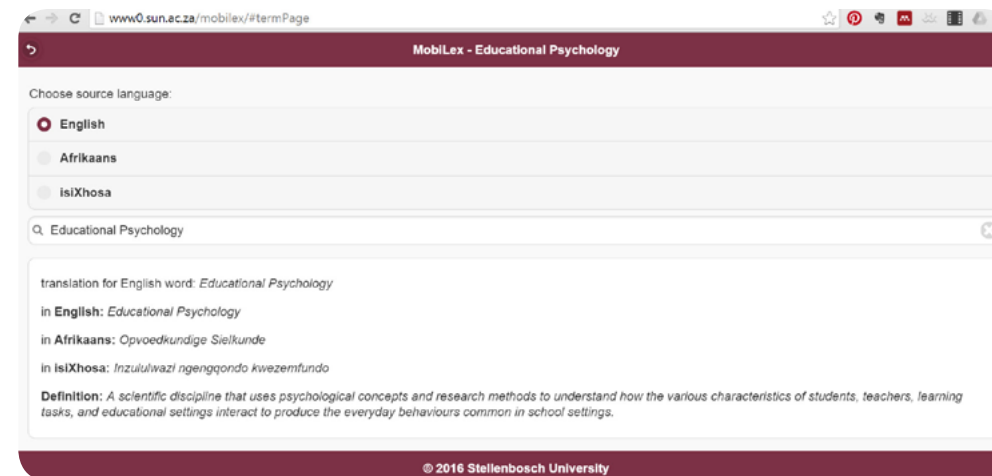 www0.sun.ac.za/mobilex/#termPage
MobiLex - Educational Psychology
Choose source language:
English
Afrikaans
isiXhosa
Educational Psychology
translation for English word: Educational Psychology
in English: Educational Psychology
in Afrikaans: Opvoedkundige Sielkunde
in isiXhosa: Inzululwazi ngengqondo kwezemfundo
Definition: A scientific discipline that uses psychological concepts and research methods to understand how the various characteristics of students, teachers, learning
tasks, and educational settings interact to produce the everyday behaviours common in school settings.
© 2016 Stellenbosch University